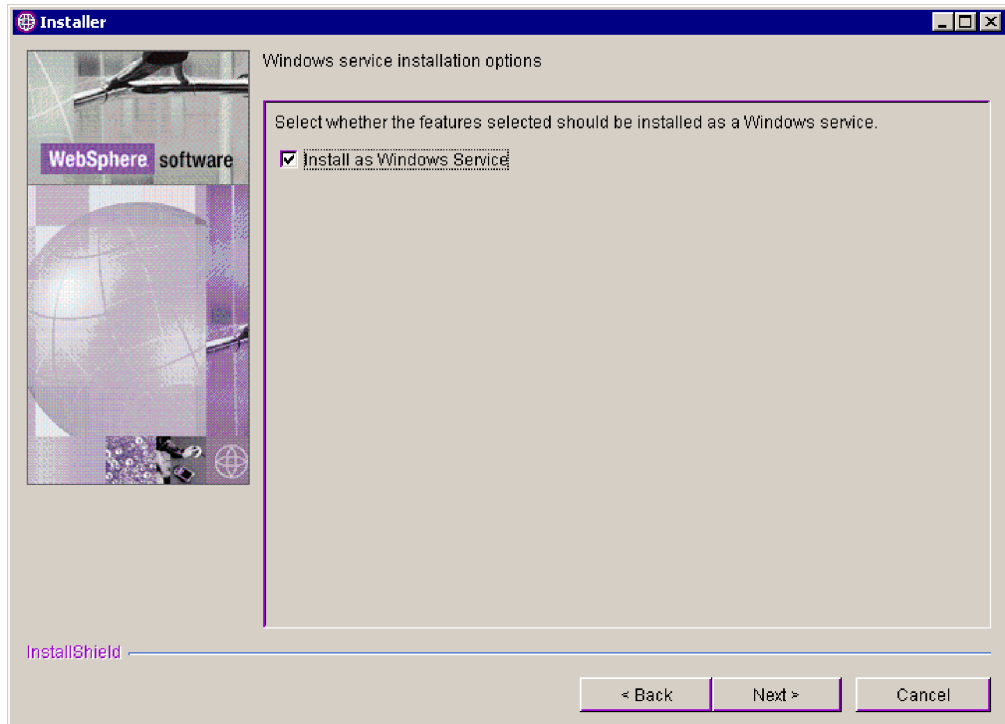 Installer
Windows service installation options
WebSphere software
Select whether the features selected should be installed as a Windows service.
Install as Windows Service
InstallShield
< Back
Next >
Cancel